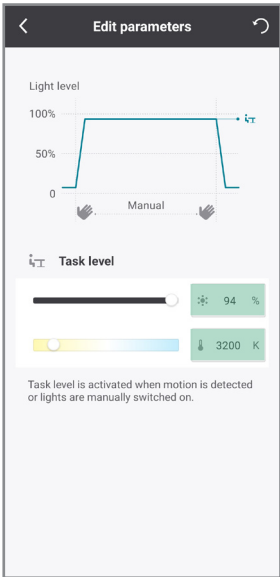 Edit parameters
Light level
100%
50%
0
Manual
Task level
94 %
3200 K
Task level is activated when motion is detected
or lights are manually switched on.